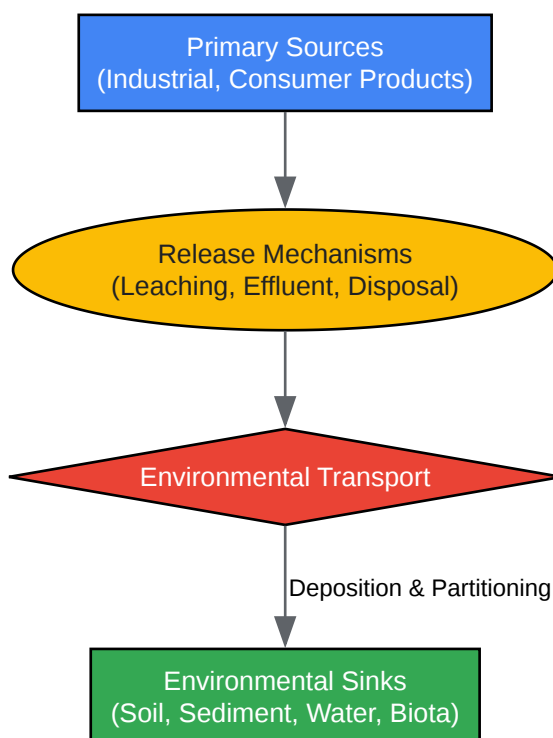 Primary Sources
(Industrial, Consumer Products)
Release Mechanisms
(Leaching, Effluent, Disposal)
Environmental Transport
Deposition & Partitioning
Environmental Sinks
(Soil, Sediment, Water, Biota)